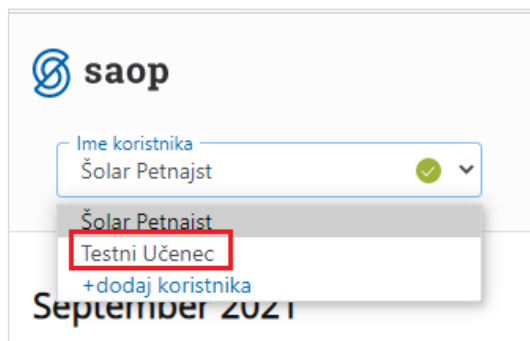 saop
Ime koristnika
Šolar Petnajst
Šolar Petnajst
Testni Učenec
+dodaj koristnika
September 2021